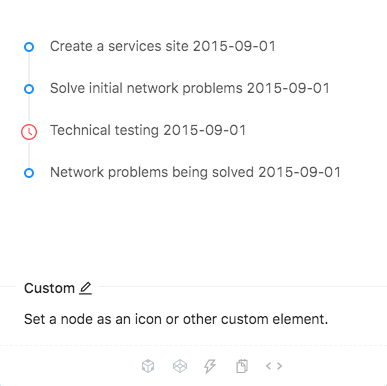 Create a services site 2015-09-01
Solve initial network problems 2015-09-01
Technical testing 2015-09-01
Network problems being solved 2015-09-01
Custom
Set a node as an icon or other custom element.